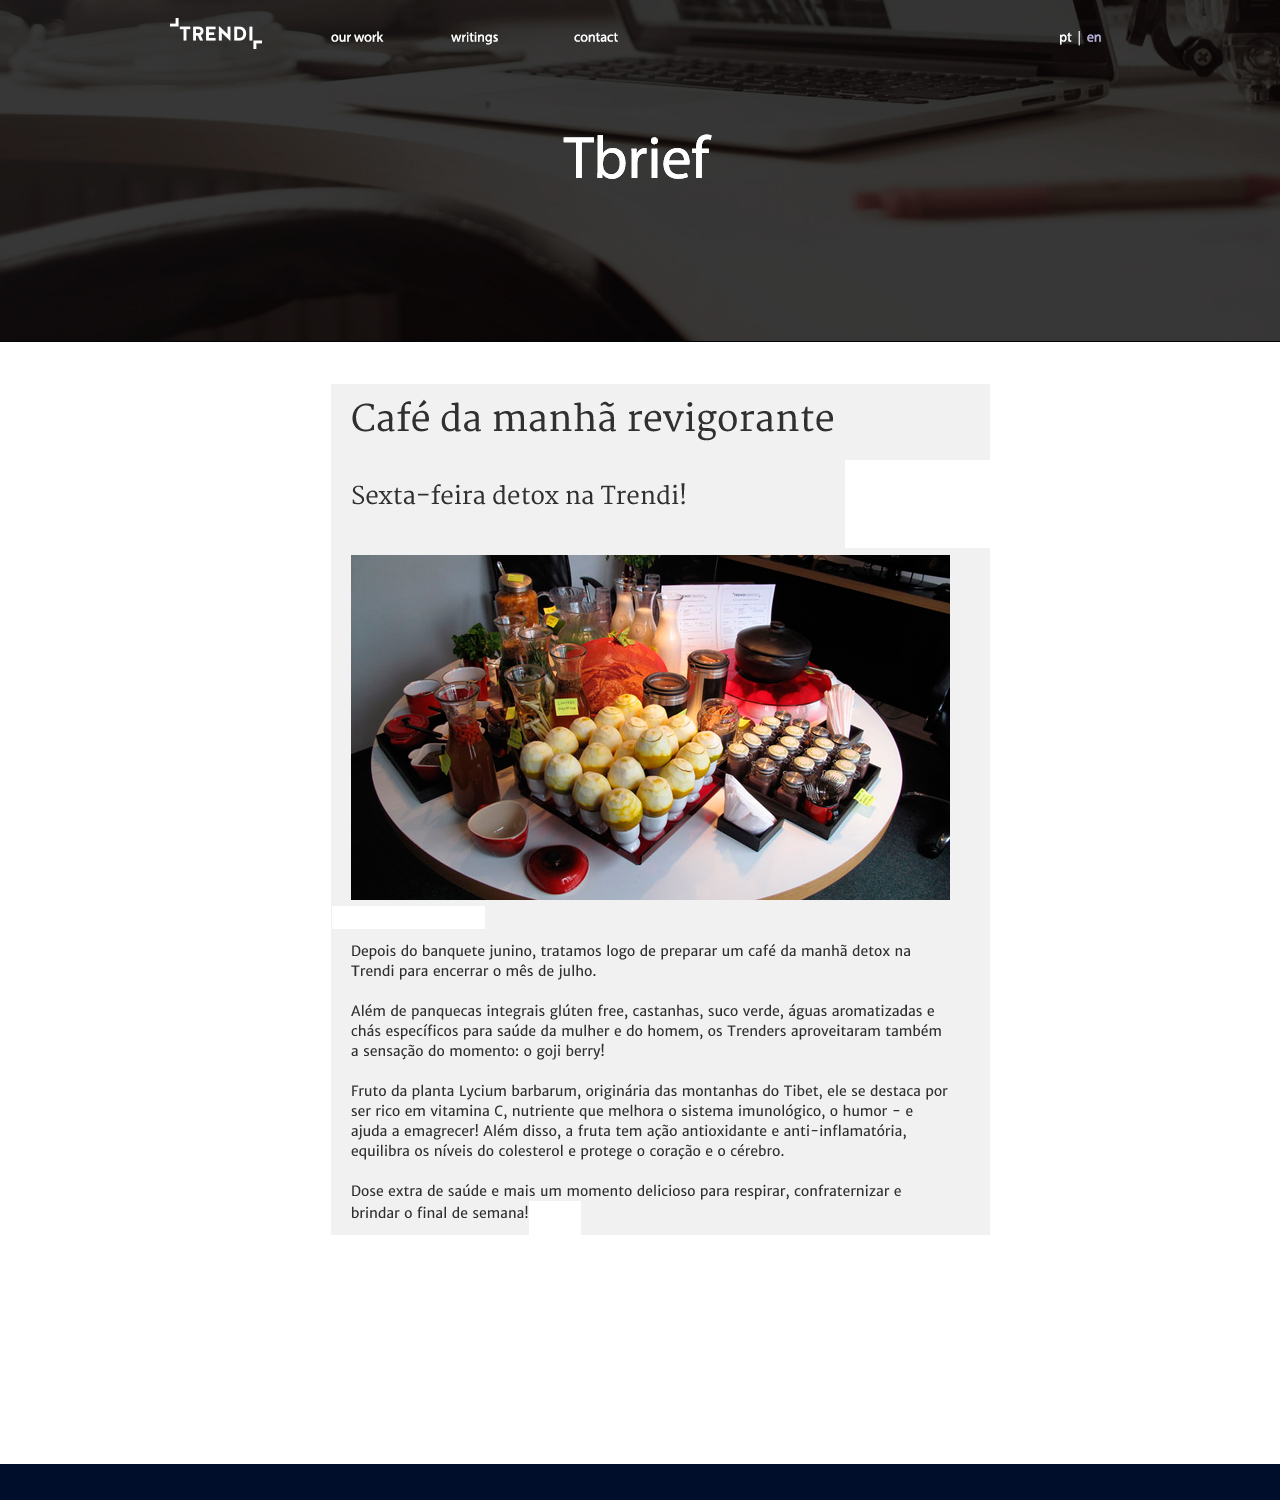 TRENDI
our work
writings
contact
pt | en
Tbrief
Café da manhã revigorante
Sexta-feira detox na Trendi!
Depois do banquete junino, tratamos logo de preparar um café da manhã detox na
Trendi para encerrar o mês de julho.
Além de panquecas integrais glúten free, castanhas, suco verde, águas aromatizadas e
chás específicos para saúde da mulher e do homem, os Trenders aproveitaram também
a sensação do momento: o goji berry!
Fruto da planta Lycium barbarum, originária das montanhas do Tibet, ele se destaca por
ser rico em vitamina C, nutriente que melhora o sistema imunológico, o humor - e
ajuda a emagrecer! Além disso, a fruta tem ação antioxidante e anti-inflamatória,
equilibra os níveis do colesterol e protege o coração e o cérebro.
Dose extra de saúde e mais um momento delicioso para respirar, confraternizar e
brindar o final de semana!